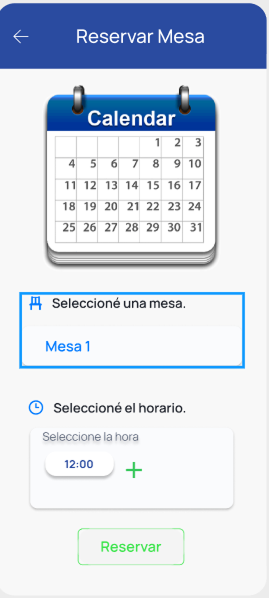 Reservar Mesa
Calendar
1 2 3
4 5 6 7 8 9 10
11 12 13 14 15 16 17
18 19 20 21 22 23 24
25 26 27 28 29 30 31
Seleccioné una mesa.
Mesa 1
Seleccioné el horario.
Seleccione la hora
12:00
Reservar